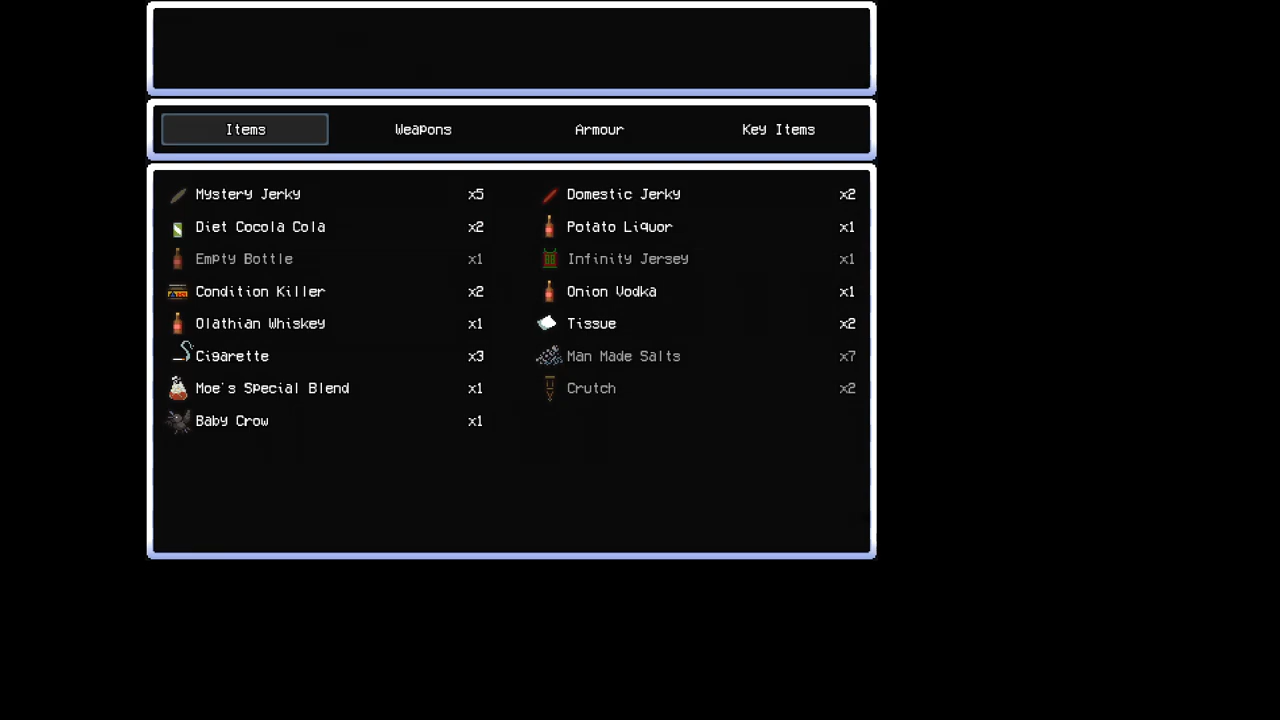 Items Weapons Armour Key Items
Mystery Jerky x5 Domestic Jerky x2
Diet Cocola Cola x2 Potato Liquor x1
Empty Bottle x1 Infinity Jersey x1
Condition Killer x2 Onion Vodka x1
Olathian Whiskey x1 Tissue x2
Cigarette x3 Man Made Salts x7
Moe's Special Blend x1 Crutch x2
Baby Crow x1